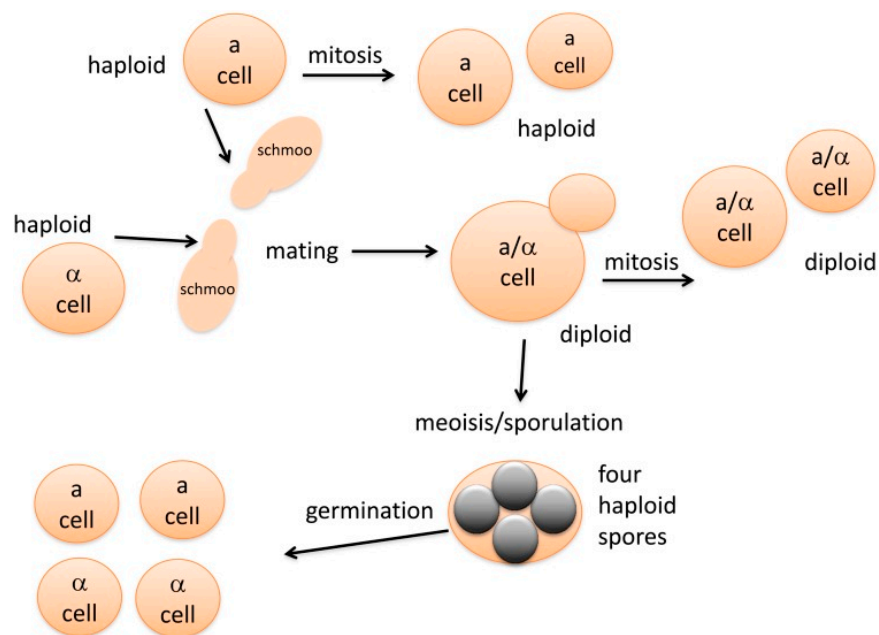 haploid
a
cell
mitosis
a
cell
a
cell
haploid
schmoo
haploid
α
cell
schmoo
mating
a/α
cell
diploid
mitosis
a/α
cell
a/α
cell
diploid
meoisis/sporulation
four
haploid
spores
germination
a
cell
a
cell
α
cell
α
cell